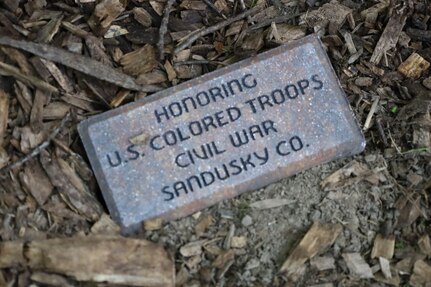 HONORING
U.S. COLORED TROOPS
CIVIL WAR
SANDUSKY CO.